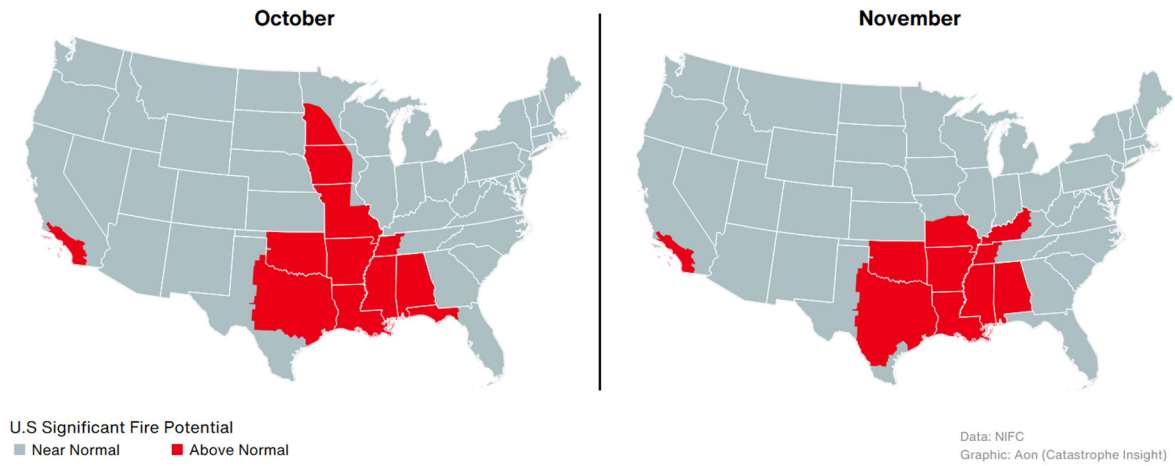 October
November
U.S Significant Fire Potential
Near Normal
Above Normal
Data: NIFC
Graphic: Aon (Catastrophe Insight)